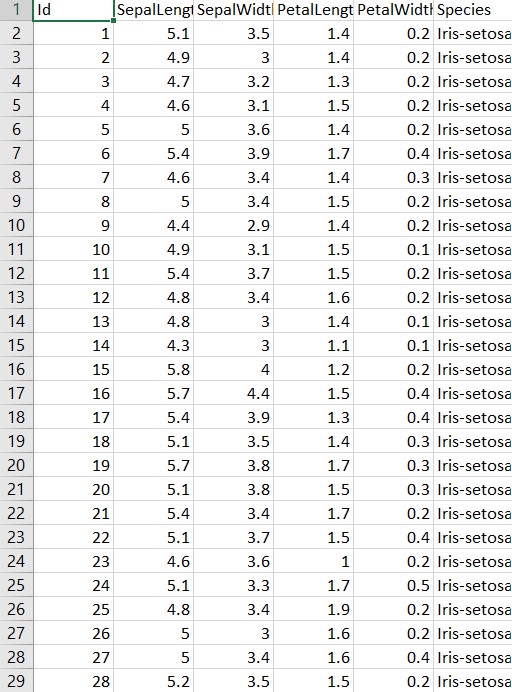 1 Id SepalLengt SepalWidtl PetalLengt PetalWidth Species
2 1 5.1 3.5 1.4 0.2 Iris-setosa
3 2 4.9 3 1.4 0.2 Iris-setosa
4 3 4.7 3.2 1.3 0.2 Iris-setosa
5 4 4.6 3.1 1.5 0.2 Iris-setosa
6 5 5 3.6 1.4 0.2 Iris-setosa
7 6 5.4 3.9 1.7 0.4 Iris-setosa
8 7 4.6 3.4 1.4 0.3 Iris-setosa
9 8 5 3.4 1.5 0.2 Iris-setosa
10 9 4.4 2.9 1.4 0.2 Iris-setosa
11 10 4.9 3.1 1.5 0.1 Iris-setosa
12 11 5.4 3.7 1.5 0.2 Iris-setosa
13 12 4.8 3.4 1.6 0.2 Iris-setosa
14 13 4.8 3 1.4 0.1 Iris-setosa
15 14 4.3 3 1.1 0.1 Iris-setosa
16 15 5.8 4 1.2 0.2 Iris-setosa
17 16 5.7 4.4 1.5 0.4 Iris-setosa
18 17 5.4 3.9 1.3 0.4 Iris-setosa
19 18 5.1 3.5 1.4 0.3 Iris-setosa
20 19 5.7 3.8 1.7 0.3 Iris-setosa
21 20 5.1 3.8 1.5 0.3 Iris-setosa
22 21 5.4 3.4 1.7 0.2 Iris-setosa
23 22 5.1 3.7 1.5 0.4 Iris-setosa
24 23 4.6 3.6 1 0.2 Iris-setosa
25 24 5.1 3.3 1.7 0.5 Iris-setosa
26 25 4.8 3.4 1.9 0.2 Iris-setosa
27 26 5 3 1.6 0.2 Iris-setosa
28 27 5 3.4 1.6 0.4 Iris-setosa
29 28 5.2 3.5 1.5 0.2 Iris-setosa